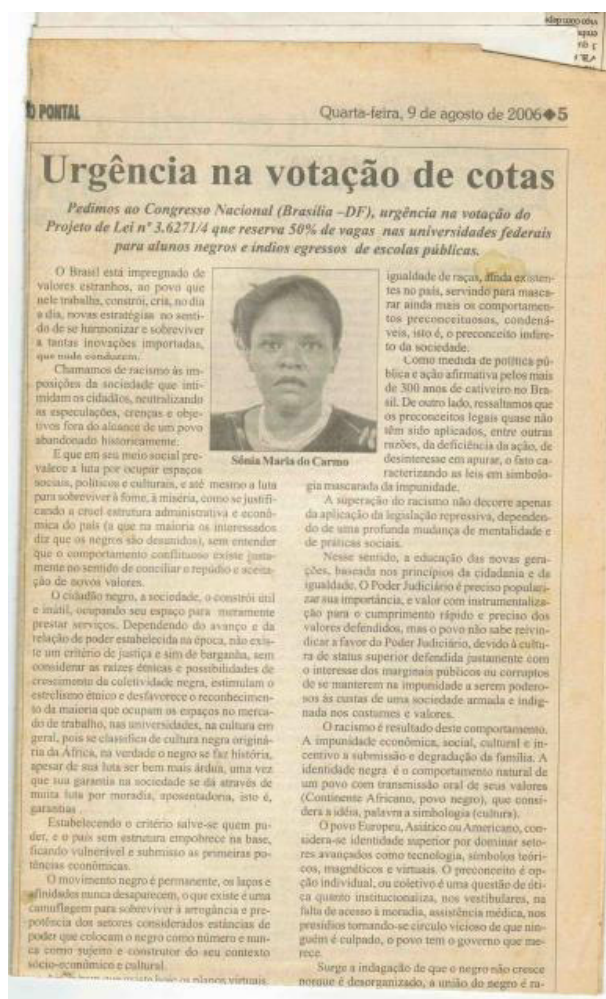 O PONTAL
Quarta-feira, 9 de agosto de 2006◆5
Urgência na votação de cotas
Pedimos ao Congresso Nacional (Brasília –DF), urgência na votação do
Projeto de Lei nº 3.6271/4 que reserva 50% de vagas nas universidades federais
para alunos negros e índios egressos de escolas públicas.
O Brasil está impregnado de
valores estranhos, ao povo que
nele trabalha, constrói, cria, no dia
a dia, novas estratégias no senti-
do de se harmonizar e sobreviver
a tantas inovações importadas,
que nada conduzem.
Chamamos de racismo às im-
posições da sociedade que inti-
midam os cidadãos, neutralizando
as especulações, crenças e obje-
tivos fora do alcance de um povo
abandonado historicamente.
E que em seu meio social pre-
valece a luta por ocupar espaços
sociais, políticos e culturais, e até mesmo a luta
para sobreviver à fome, à miséria, como se justifi-
cando a cruel estrutura administrativa e econô-
mica do país (a que na maioria os interessados
diz que os negros são desunidos), sem entender
que o comportamento conflituoso existe justa-
mente no sentido de conciliar o repúdio e aceita-
ção de novos valores.
O cidadão negro, a sociedade, o constrói útil
e inútil, ocupando seu espaço para meramente
prestar serviços. Dependendo do avanço e da
relação de poder estabelecida na época, não exis-
te um critério de justiça e sim de barganha, sem
considerar as raízes étnicas e possibilidades de
crescimento da coletividade negra, estimulam o
estrelismo étnico e desfavorece o reconhecimen-
to da maioria que ocupam os espaços no merca-
do de trabalho, nas universidades, na cultura em
geral, pois se classifica de cultura negra originá-
ria da África, na verdade o negro se faz história,
apesar de sua luta ser bem mais árdua, uma vez
que sua garantia na sociedade se dá através de
muita luta por moradia, aposentadoria, isto é,
garantias .
Estabelecendo o critério salve-se quem pu-
der, e o país sem estrutura empobrece na base,
ficando vulnerável e submisso as primeiras po-
tências econômicas.
O movimento negro é permanente, os laços e
afinidades nunca desaparecem, o que existe é uma
camuflagem para sobreviver à arrogância e pre-
potência dos setores considerados estâncias de
poder que colocam o negro como número e nun-
ca como sujeito e construtor do seu contexto
sócio-econômico e cultural.
Sônia Maria do Carmo
igualdade de raças, ainda existen-
tes no país, servindo para masca-
rar ainda mais os comportamen-
tos preconceituosos, condená-
veis, isto é, o preconceito indire-
to da sociedade.
Como medida de política pú-
blica e ação afirmativa pelos mais
de 300 anos de cativeiro no Bra-
sil. De outro lado, ressaltamos que
os preconceitos legais quase não
têm sido aplicados, entre outras
razões, da deficiência da ação, de
desinteresse em apurar, o fato ca-
racterizando as leis em simbolo-
gia mascarada da impunidade.
A superação do racismo não decorre apenas
da aplicação da legislação repressiva, dependen-
do de uma profunda mudança de mentalidade e
de práticas sociais.
Nesse sentido, a educação das novas gera-
ções, baseada nos princípios da cidadania e da
igualdade. O Poder Judiciário é preciso populari-
zar sua importância, e valor com instrumentaliza-
ção para o cumprimento rápido e preciso dos
valores defendidos, mas o povo não sabe reivin-
dicar a favor do Poder Judiciário, devido à cultu-
ra de status superior defendida justamente com
o interesse dos marginais públicos ou corruptos
de se manterem na impunidade a serem podero-
sos às custas de uma sociedade armada e indig-
nada nos costumes e valores.
O racismo é resultado deste comportamento.
A impunidade econômica, social, cultural e in-
centivo a submissão e degradação da família. A
identidade negra é o comportamento natural de
um povo com transmissão oral de seus valores
(Continente Africano, povo negro), que consi-
dera a idéia, palavra a simbologia (cultura).
O povo Europeu, Asiático ou Americano, con-
sidera-se identidade superior por dominar seto-
res avançados como tecnologia, símbolos teóri-
cos, magnéticos e virtuais. O preconceito é op-
ção individual, ou coletivo é uma questão de óti-
ca quanto institucionaliza, nos vestibulares, na
falta de acesso à moradia, assistência médica, nos
presídios tornando-se círculo vicioso de que nin-
guém é culpado, o povo tem o governo que me-
rece.
Surge a indagação de que o negro não cresce
porque é desorganizado, a união do negro é ra-